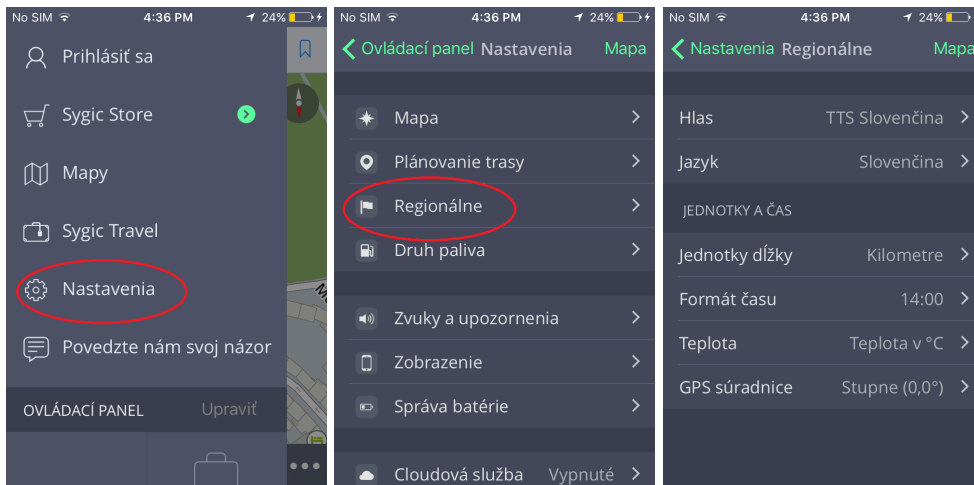 No SIM 4:36 PM 24%
Prihlásiť sa
Sygic Store
Mapy
Sygic Travel
Nastavenia
Povedzte nám svoj názor
OVLÁDACÍ PANEL Upraviť
No SIM 4:36 PM 24%
Ovládací panel Nastavenia Mapa
Mapa
Plánovanie trasy
Regionálne
Druh paliva
Zvuky a upozornenia
Zobrazenie
Správa batérie
Cloudová služba Vypnuté
No SIM 4:36 PM 24%
Nastavenia Regionálne Mapa
Hlas TTS Slovenčina
Jazyk Slovenčina
JEDNOTKY A ČAS
Jednotky dĺžky Kilometre
Formát času 14:00
Teplota Teplota v °C
GPS súradnice Stupne (0,0°)